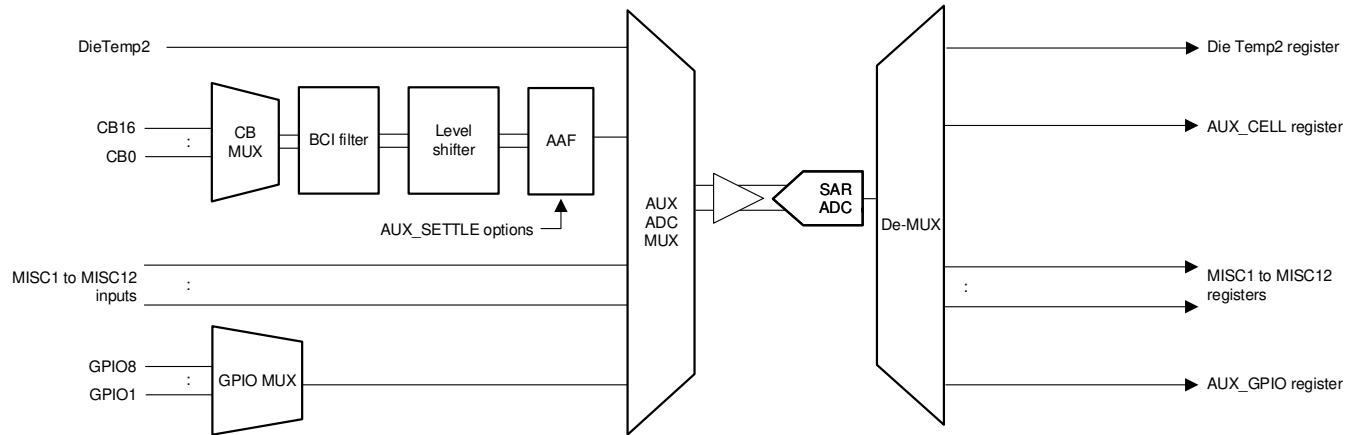 DieTemp2
CB16
:
CB0
CB
MUX
BCI filter
Level
shifter
AAF
AUX_SETTLE options
MISC1 to MISC12
inputs
:
GPIO8
:
GPIO1
GPIO MUX
AUX
ADC
MUX
SAR
ADC
De-MUX
Die Temp2 register
AUX_CELL register
MISC1 to MISC12
registers
:
AUX_GPIO register